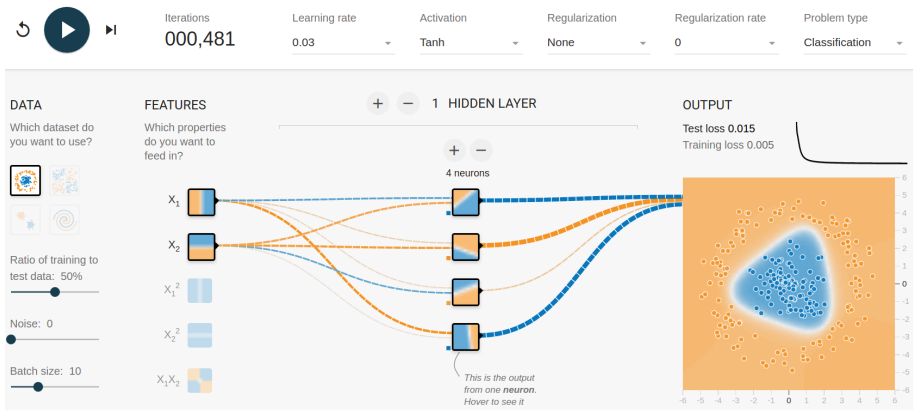 Iterations
000,481
Learning rate
0.03
Activation
Tanh
Regularization
None
Regularization rate
0
Problem type
Classification
DATA
Which dataset do
you want to use?
Ratio of training to
test data: 50%
Noise: 0
Batch size: 10
FEATURES
Which properties
do you want to
feed in?
X₁
X₂
X₁²
X₂²
X₁X₂
+ − 1 HIDDEN LAYER
+ −
4 neurons
This is the output
from one neuron.
Hover to see it
OUTPUT
Test loss 0.015
Training loss 0.005
6
5
4
3
2
1
0
-1
-2
-3
-4
-5
-6
-6 -5 -4 -3 -2 -1 0 1 2 3 4 5 6